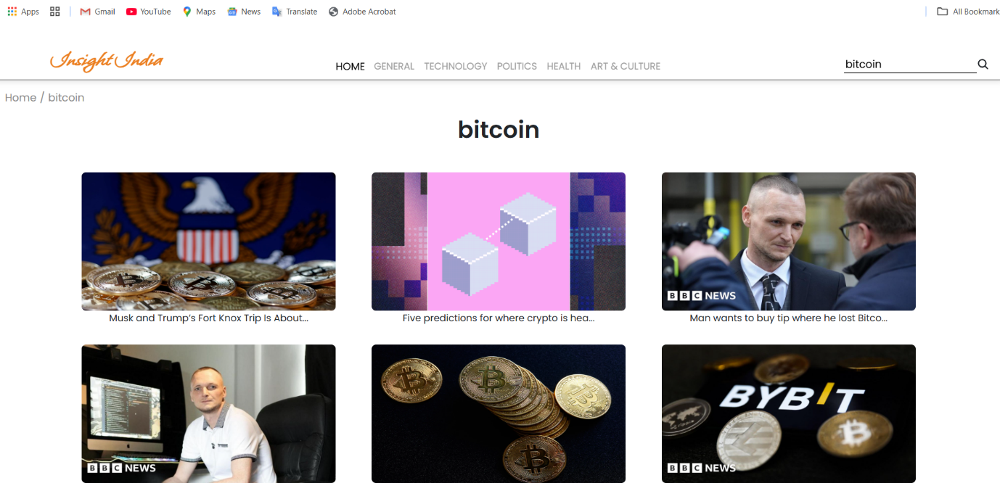 Apps Gmail YouTube Maps News Translate Adobe Acrobat All Bookmark
Insight India
HOME GENERAL TECHNOLOGY POLITICS HEALTH ART & CULTURE
bitcoin
Home / bitcoin
bitcoin
BBC NEWS
Musk and Trump's Fort Knox Trip Is About...
Five predictions for where crypto is hea...
Man wants to buy tip where he lost Bitco...
BBC NEWS
BYBIT
BBC NEWS